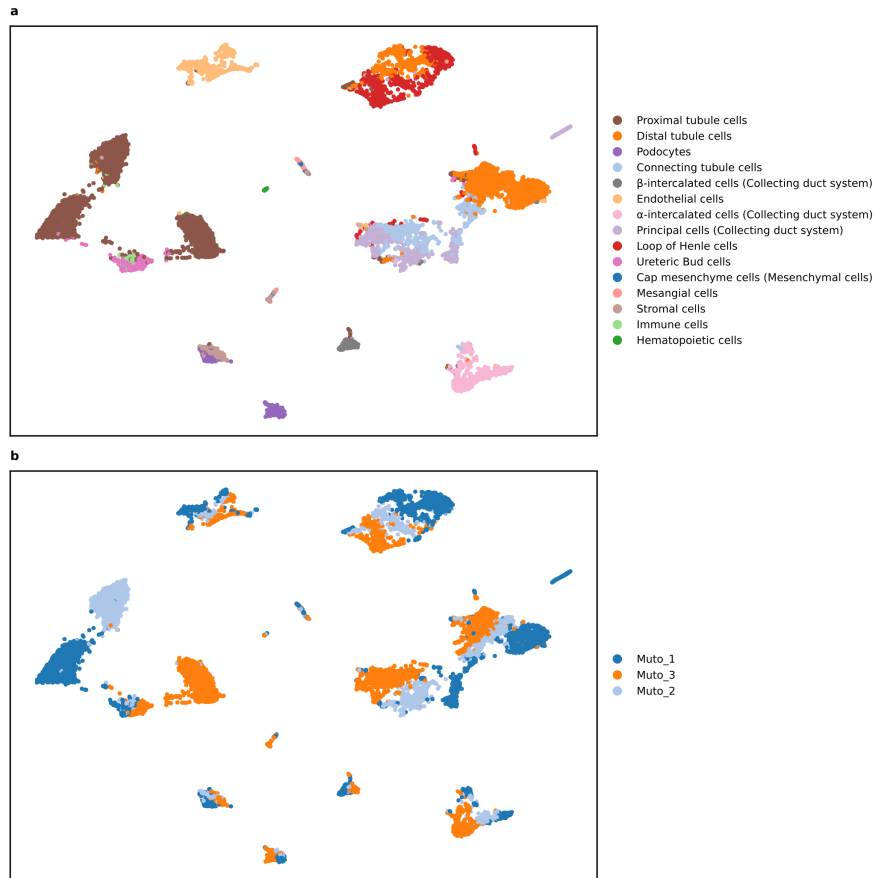 a
Proximal tubule cells
Distal tubule cells
Podocytes
Connecting tubule cells
β-intercalated cells (Collecting duct system)
Endothelial cells
α-intercalated cells (Collecting duct system)
Principal cells (Collecting duct system)
Loop of Henle cells
Ureteric Bud cells
Cap mesenchyme cells (Mesenchymal cells)
Mesangial cells
Stromal cells
Immune cells
Hematopoietic cells
b
Muto_1
Muto_3
Muto_2